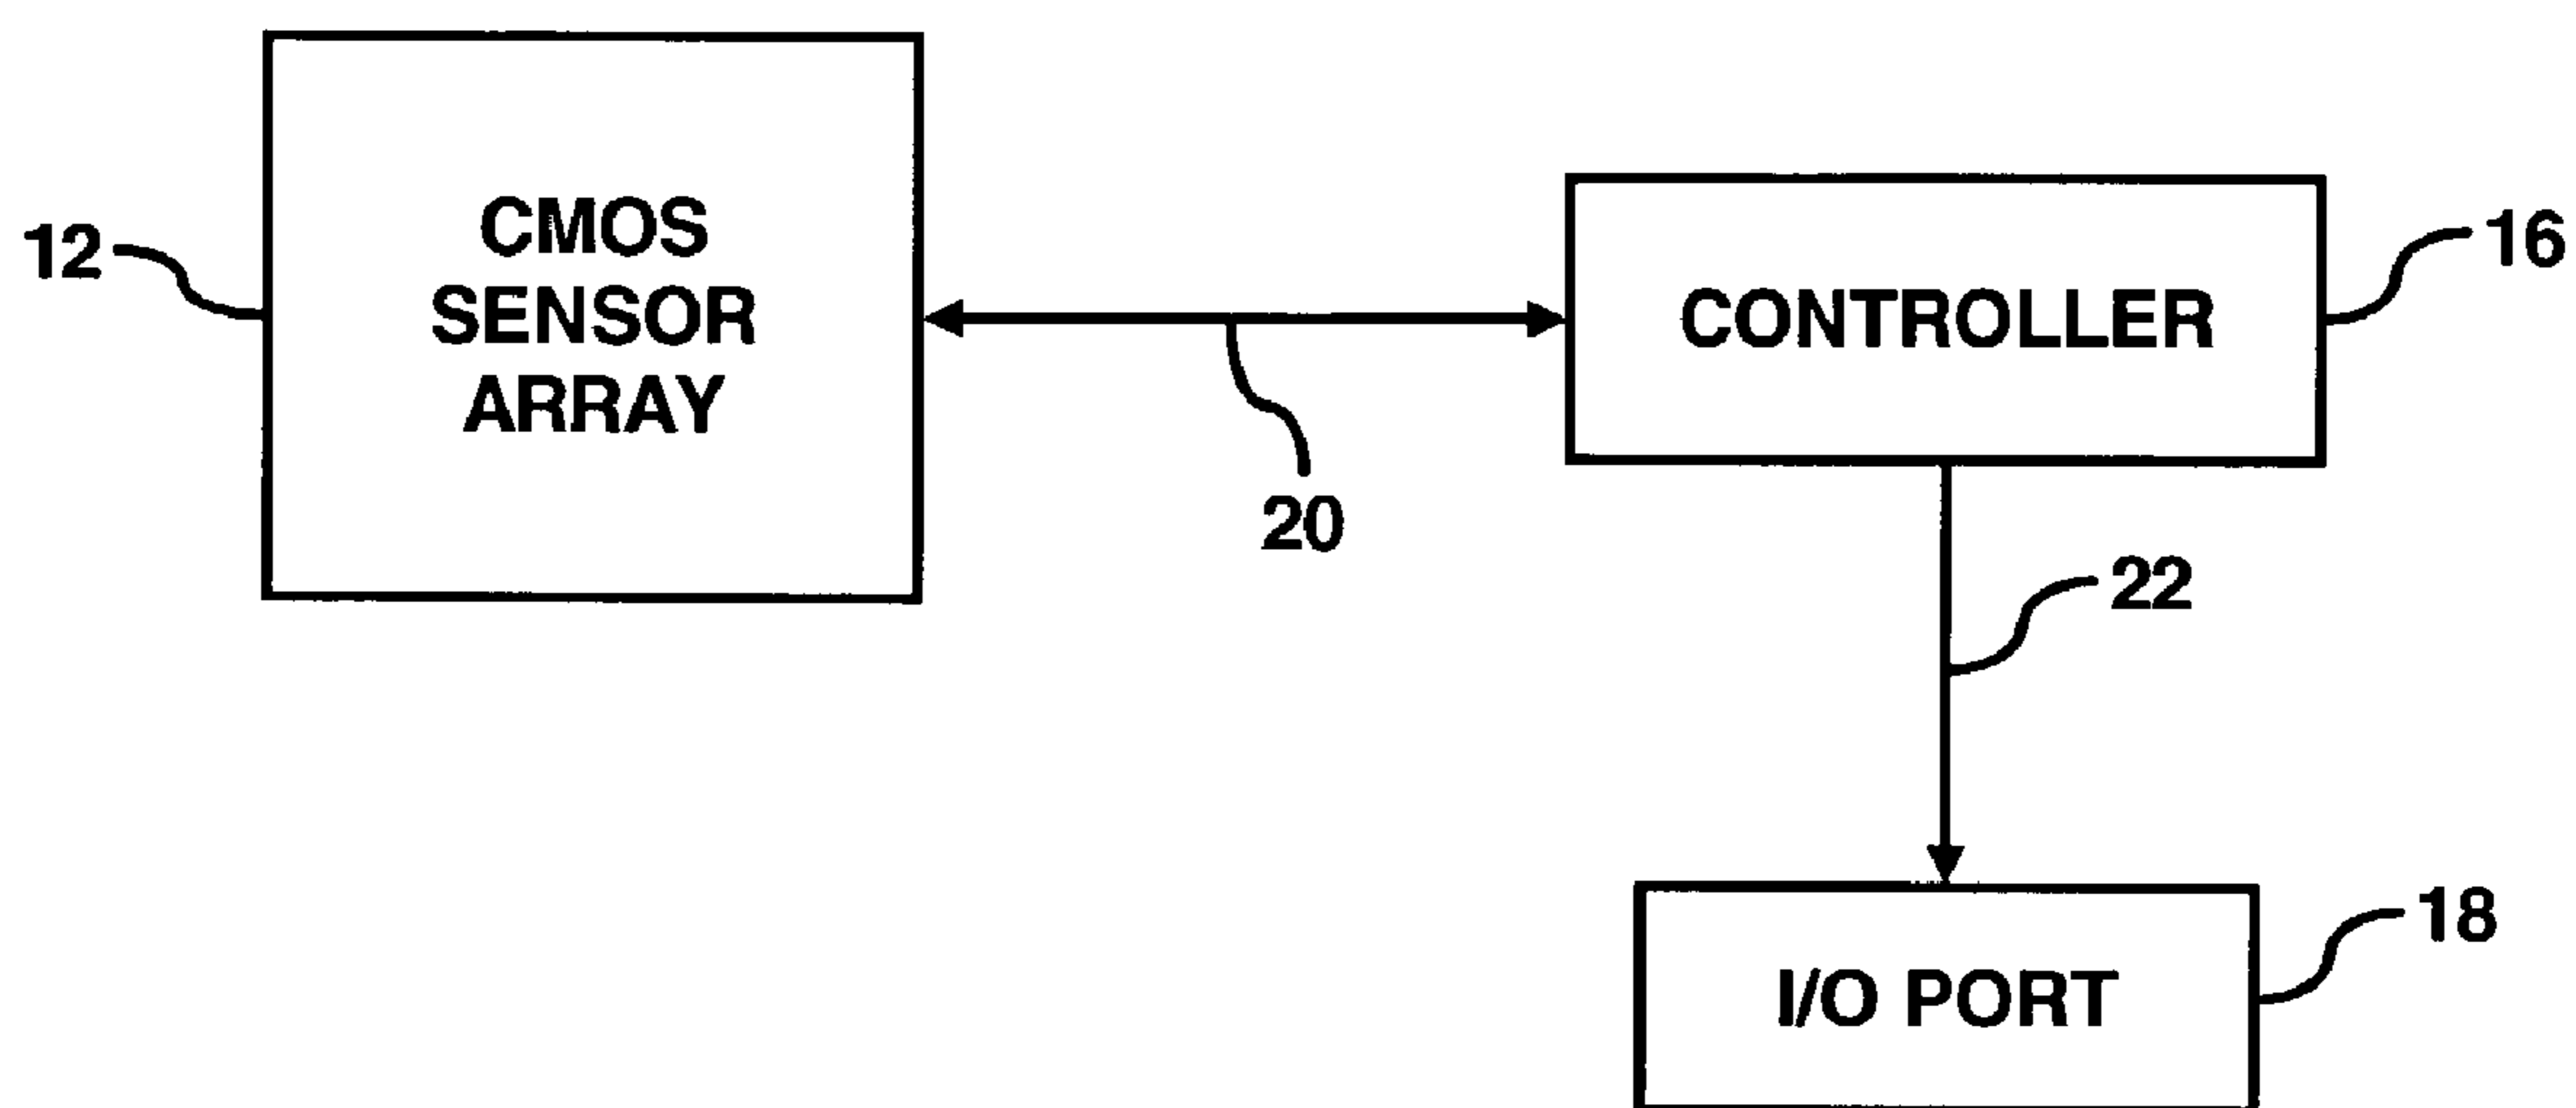 12
CMOS
SENSOR
ARRAY
20
CONTROLLER
16
22
I/O PORT
18